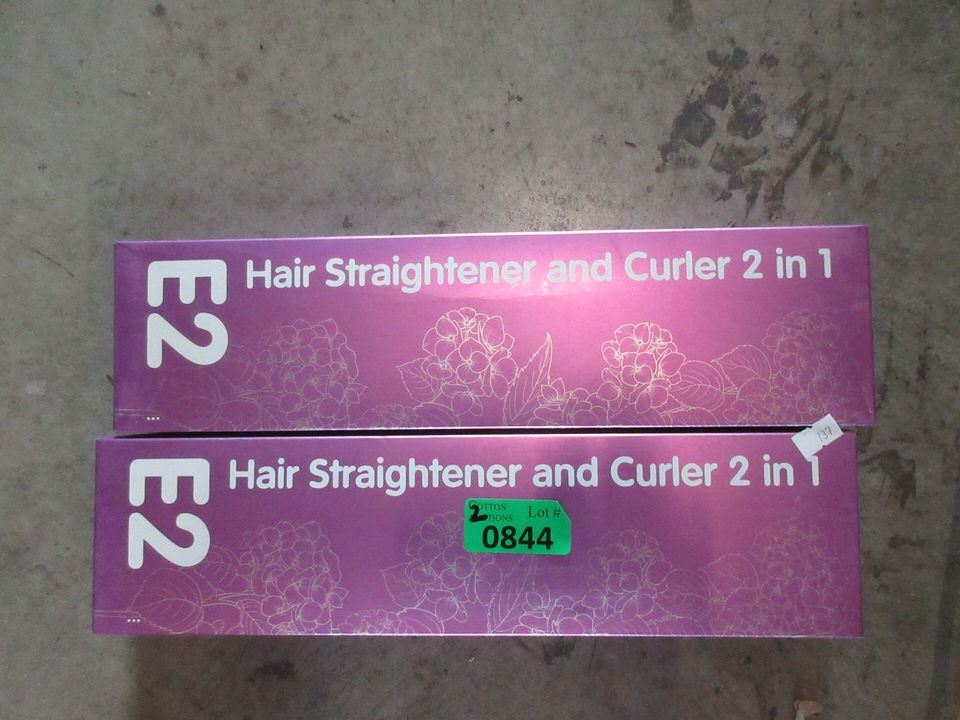 E2
Hair Straightener and Curler 2 in 1
137
E2
Hair Straightener and Curler 2 in 1
2
Lot #
0844